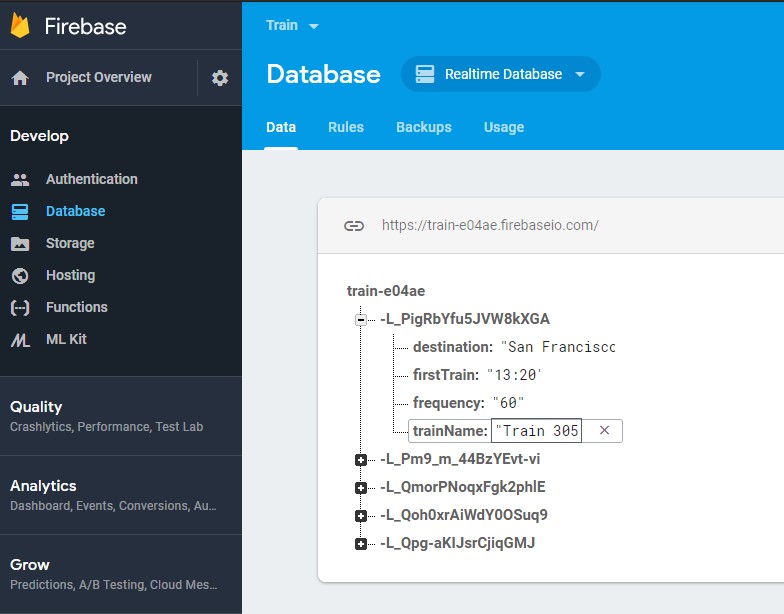 Firebase
Project Overview
Develop
Authentication
Database
Storage
Hosting
Functions
ML Kit
Quality
Crashlytics, Performance, Test Lab
Analytics
Dashboard, Events, Conversions, Au...
Grow
Predictions, A/B Testing, Cloud Mes...
Train
Database
Realtime Database
Data Rules Backups Usage
https://train-e04ae.firebaseio.com/
train-e04ae
-L_PigRbYfu5JVW8kXGA
destination: "San Francisco
firstTrain: "13:20'
frequency: "60"
trainName: "Train 305
-L_Pm9_m_44BzYEvt-vi
-L_QmorPNoqxFgk2phlE
-L_Qoh0xrAiWdY0OSuq9
-L_Qpg-aKIJsrCjiqGMJ